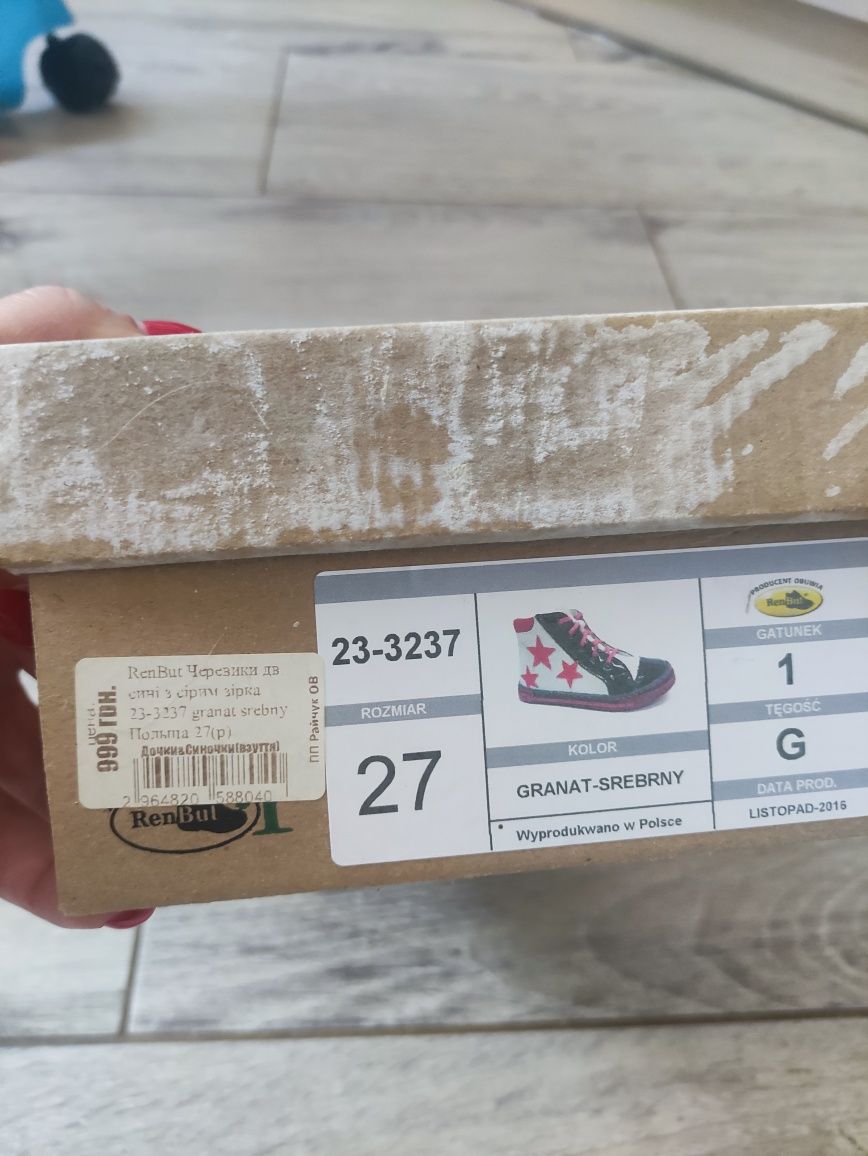 RenBut Черевики дв
сині з сірим зірка
23-3237 granat srebny
Польща 27(р)
Дочки&Синочки(взуття)
2 964820 588040
ціна:
999 грн.
ПП Райчук ОВ
RenBut
23-3237
ROZMIAR
27
KOLOR
GRANAT-SREBRNY
Wyprodukwano w Polsce
PRODUCENT OBUWIA
RenBut
GATUNEK
1
TĘGOŚĆ
G
DATA PROD.
LISTOPAD-2016